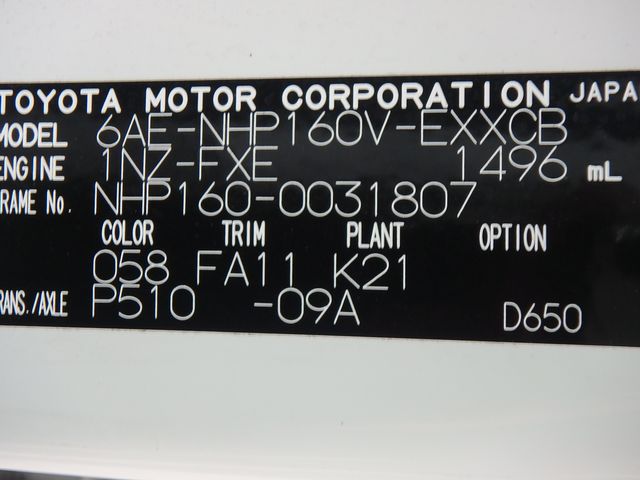 TOYOTA MOTOR CORPORATION JAPA
MODEL 6AE-NHP160V-EXXCB
ENGINE 1NZ-FXE 1496 mL
RAME No. NHP160-0031807
COLOR TRIM PLANT OPTION
058 FA11 K21
RANS./AXLE P510 -09A D650